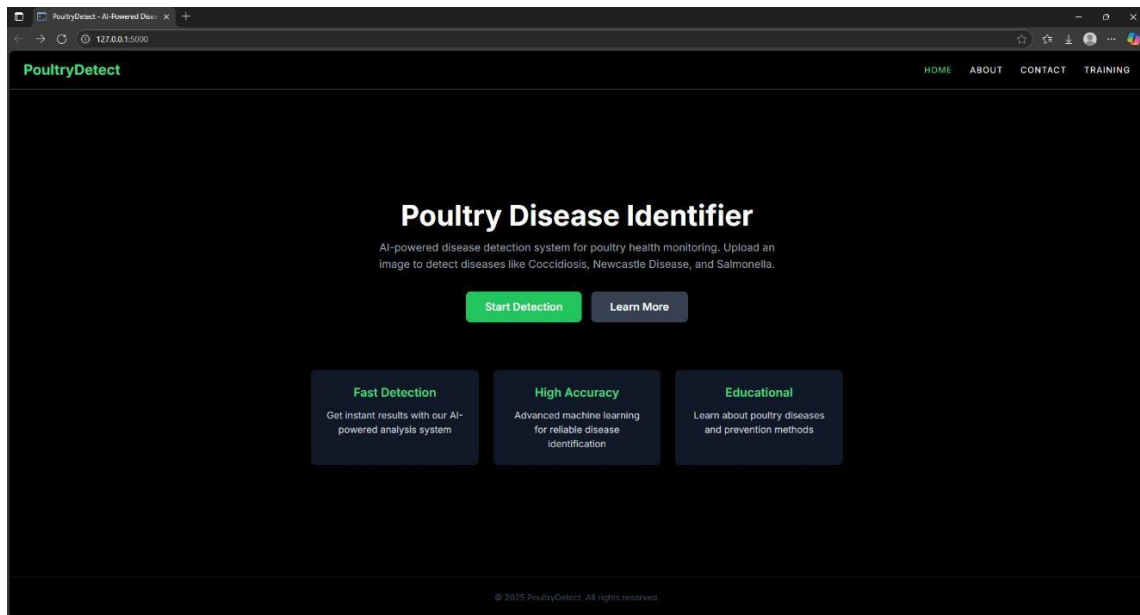 PoultryDetect - AI-Powered Disea
127.0.0.1:5000
PoultryDetect
HOME ABOUT CONTACT TRAINING
Poultry Disease Identifier
AI-powered disease detection system for poultry health monitoring. Upload an
image to detect diseases like Coccidiosis, Newcastle Disease, and Salmonella.
Start Detection Learn More
Fast Detection
Get instant results with our AI-
powered analysis system
High Accuracy
Advanced machine learning
for reliable disease
identification
Educational
Learn about poultry diseases
and prevention methods
© 2025 PoultryDetect. All rights reserved.